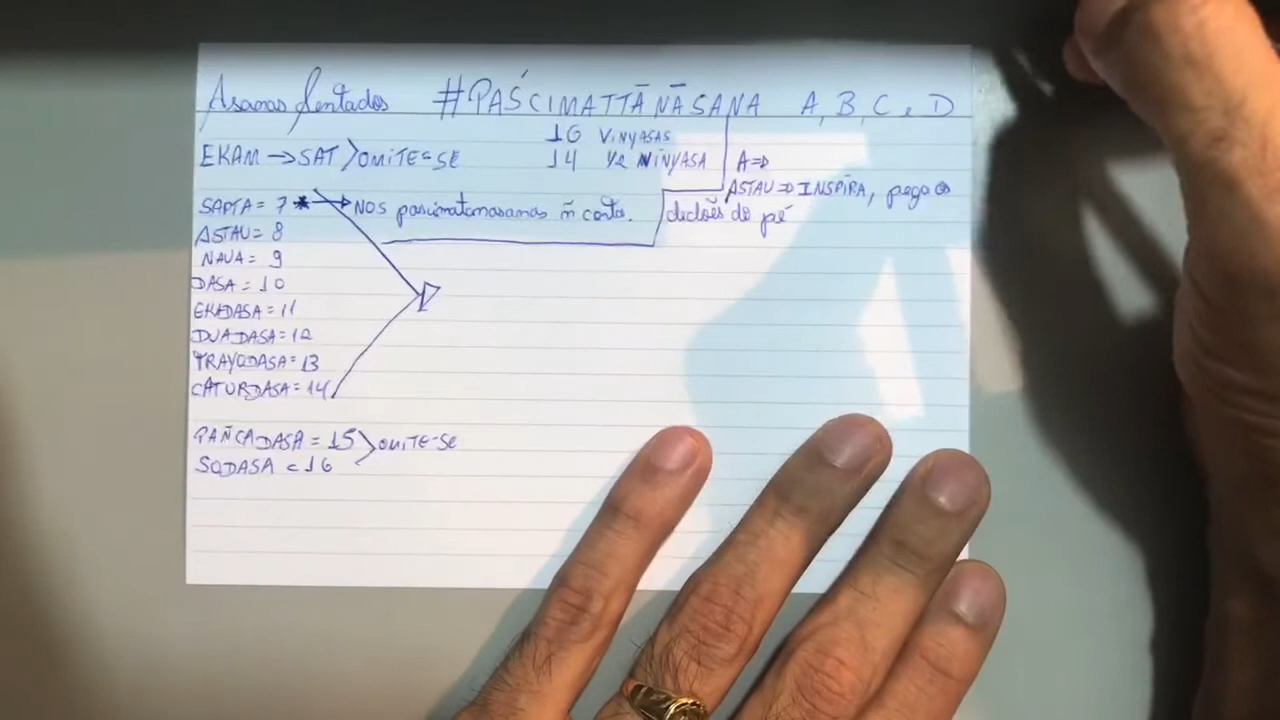 Asanas Sentados #PAŚCIMATTĀNĀSANA A, B, C e D
16 VINYASAS
EKAM → SAT > OMITE-SE 14 1/2 VINYASA A ⇒
ASTAU ⇒ INSPIRA, pego os
SAPTA = 7 * → NOS pascimatanasanas ñ conta. dedões do pé
ASTAU = 8
NAVA = 9
DASA = 10
EKADASA = 11
DUADASA = 12
TRAYODASA = 13
CATURDASA = 14
PAÑCADASA = 15 > OMITE-SE
SODASA = 16